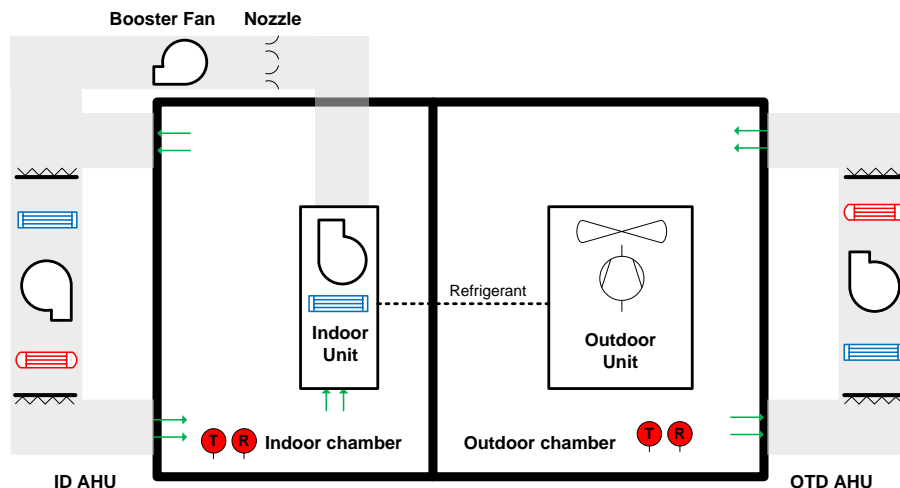 Booster Fan
Nozzle
Refrigerant
Indoor
Unit
Outdoor
Unit
T
R
Indoor chamber
Outdoor chamber
T
R
ID AHU
OTD AHU